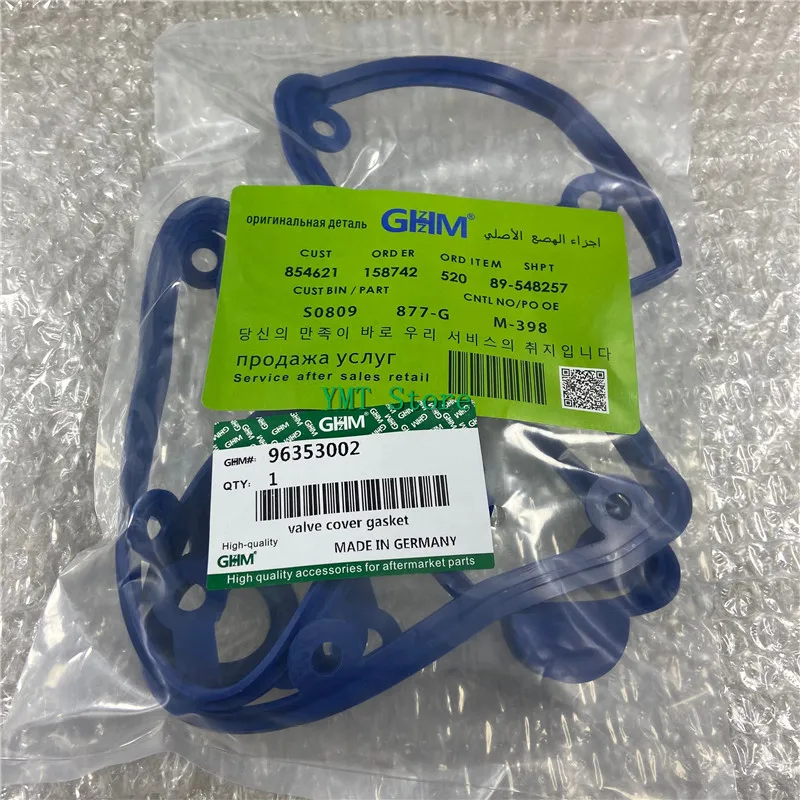 оригинальная деталь GHM® اجزاء الهصع الأصلي
CUST ORDER ORD ITEM SHPT
854621 158742 520 89-548257
CUST BIN / PART CNTL NO/PO OE
S0809 877-G M-398
당신의 만족이 바로 우리 서비스의 취지입니다
продажа услуг
Service after sales retail
YMT Store
GHM
GHM#: 96353002
QTY: 1
valve cover gasket
High-quality
GHM® MADE IN GERMANY
High quality accessories for aftermarket parts